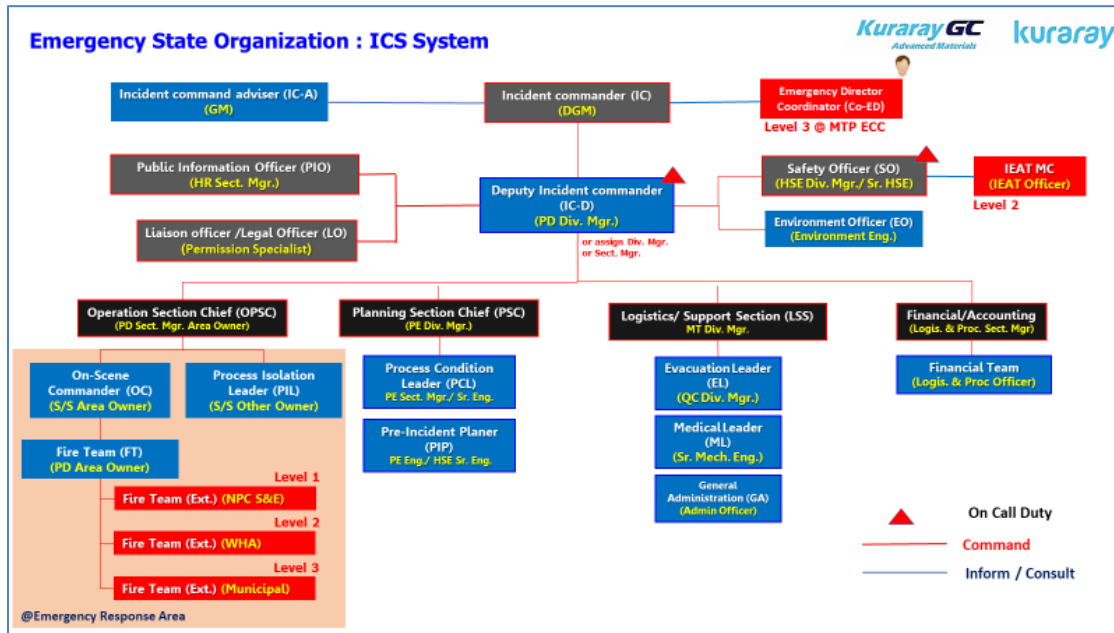 Emergency State Organization : ICS System
Kuraray GC
Advanced Materials
kuraray
Incident command adviser (IC-A)
(GM)
Incident commander (IC)
(DGM)
Emergency Director
Coordinator (Co-ED)
Level 3 @ MTP ECC
Public Information Officer (PIO)
(HR Sect. Mgr.)
Liaison officer /Legal Officer (LO)
(Permission Specialist)
Deputy Incident commander
(IC-D)
(PD Div. Mgr.)
or assign Div. Mgr.
or Sect. Mgr.
Safety Officer (SO)
(HSE Div. Mgr./ Sr. HSE)
IEAT MC
(IEAT Officer)
Level 2
Environment Officer (EO)
(Environment Eng.)
Operation Section Chief (OPSC)
(PD Sect. Mgr. Area Owner)
Planning Section Chief (PSC)
(PE Div. Mgr.)
Logistics/ Support Section (LSS)
MT Div. Mgr.
Financial/Accounting
(Logis. & Proc. Sect. Mgr)
On-Scene
Commander (OC)
(S/S Area Owner)
Process Isolation
Leader (PIL)
(S/S Other Owner)
Fire Team (FT)
(PD Area Owner)
Level 1
Fire Team (Ext.) (NPC S&E)
Level 2
Fire Team (Ext.) (WHA)
Level 3
Fire Team (Ext.) (Municipal)
@Emergency Response Area
Process Condition
Leader (PCL)
PE Sect. Mgr./ Sr. Eng.
Pre-Incident Planer
(PIP)
PE Eng./ HSE Sr. Eng.
Evacuation Leader
(EL)
(QC Div. Mgr.)
Medical Leader
(ML)
(Sr. Mech. Eng.)
General
Administration (GA)
(Admin Officer)
Financial Team
(Logis. & Proc Officer)
On Call Duty
Command
Inform / Consult